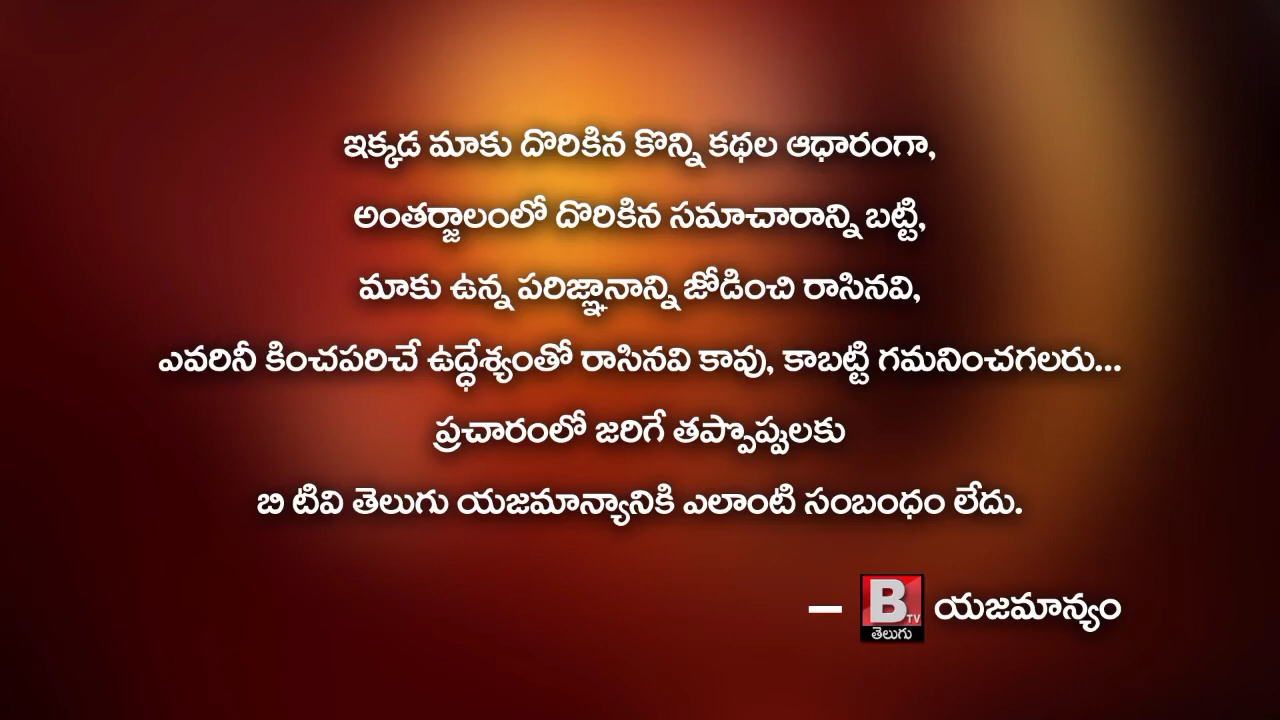 ఇక్కడ మాకు దొరికిన కొన్ని కథల ఆధారంగా,
అంతర్జాలంలో దొరికిన సమాచారాన్ని బట్టి,
మాకు ఉన్న పరిజ్ఞానాన్ని జోడించి రాసినవి,
ఎవరినీ కించపరిచే ఉద్ధేశ్యంతో రాసినవి కావు, కాబట్టి గమనించగలరు...
ప్రచారంలో జరిగే తప్పొప్పులకు
బి టివి తెలుగు యజమాన్యానికి ఎలాంటి సంబంధం లేదు.
– B TV తెలుగు యజమాన్యం